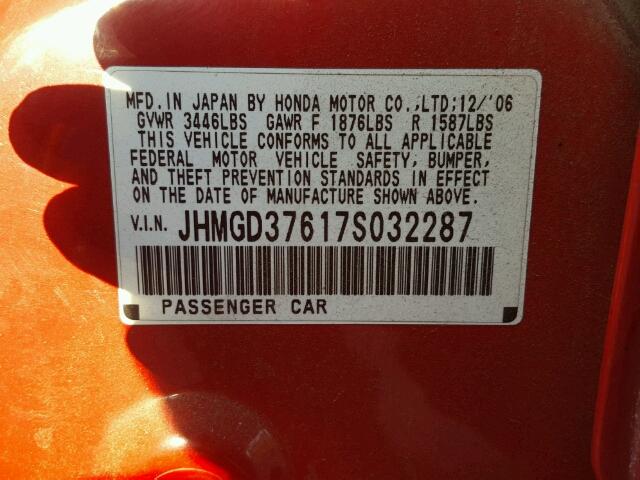 MFD. IN JAPAN BY HONDA MOTOR CO.,LTD;12/'06
GVWR 3446LBS GAWR F 1876LBS R 1587LBS
THIS VEHICLE CONFORMS TO ALL APPLICABLE
FEDERAL MOTOR VEHICLE SAFETY, BUMPER,
AND THEFT PREVENTION STANDARDS IN EFFECT
ON THE DATE OF MANUFACTURE SHOWN ABOVE.
V.I.N. JHMGD37617S032287
PASSENGER CAR